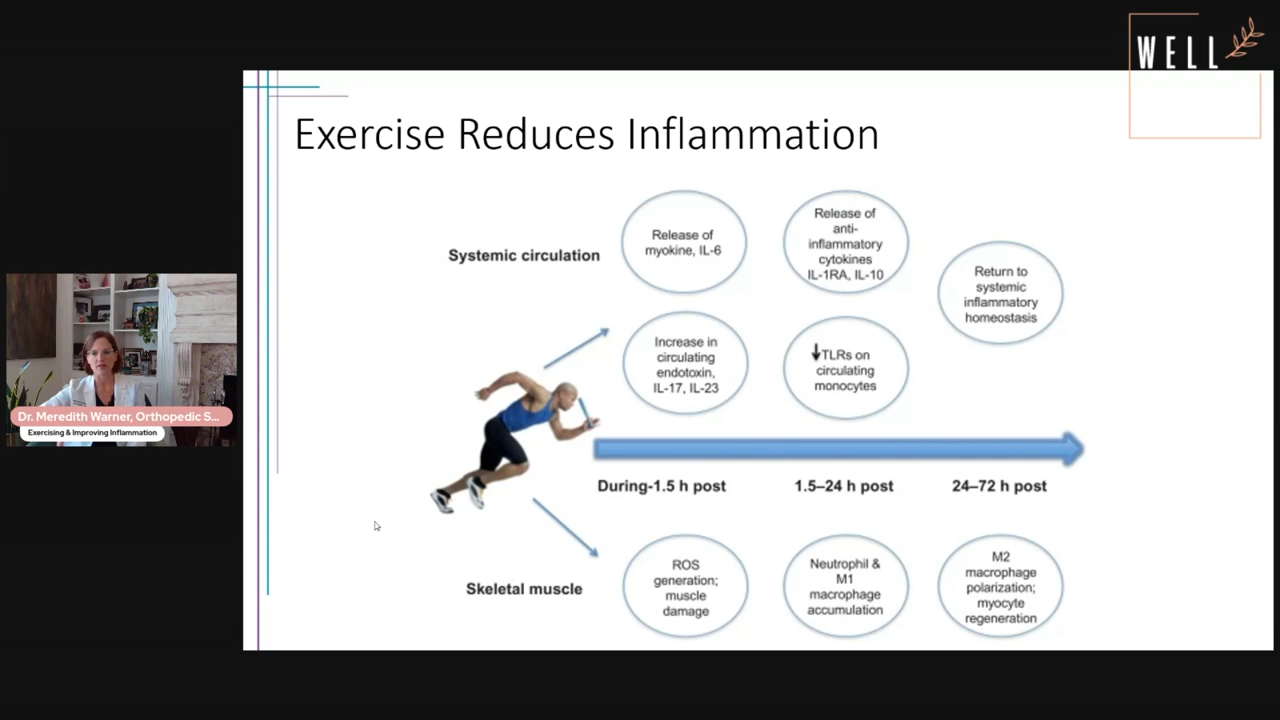 WELL
Exercise Reduces Inflammation
Systemic circulation
Release of
myokine, IL-6
Release of
anti-
inflammatory
cytokines
IL-1RA, IL-10
Return to
systemic
inflammatory
homeostasis
Increase in
circulating
endotoxin,
IL-17, IL-23
↓TLRs on
circulating
monocytes
During-1.5 h post
1.5–24 h post
24–72 h post
Skeletal muscle
ROS
generation;
muscle
damage
Neutrophil &
M1
macrophage
accumulation
M2
macrophage
polarization;
myocyte
regeneration
Dr. Meredith Warner, Orthopedic S...
Exercising & Improving Inflammation